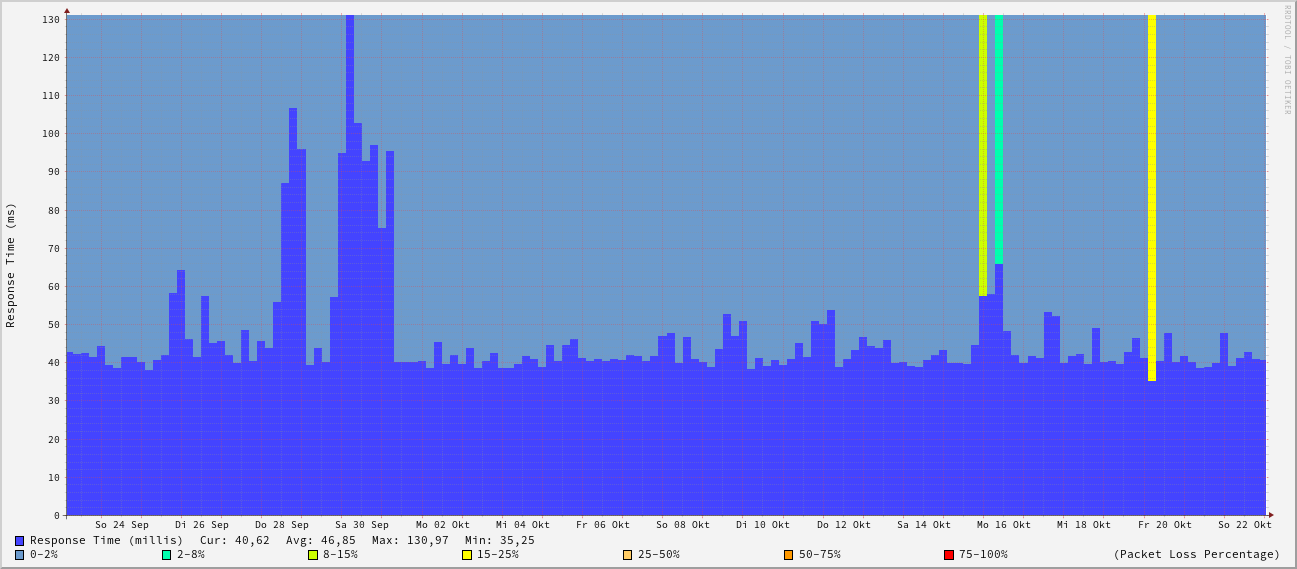 RRDTOOL / TOBI OETIKER
Response Time (ms)
130
120
110
100
90
80
70
60
50
40
30
20
10
0
So 24 Sep Di 26 Sep Do 28 Sep Sa 30 Sep Mo 02 Okt Mi 04 Okt Fr 06 Okt So 08 Okt Di 10 Okt Do 12 Okt Sa 14 Okt Mo 16 Okt Mi 18 Okt Fr 20 Okt So 22 Okt
Response Time (millis) Cur: 40,62 Avg: 46,85 Max: 130,97 Min: 35,25
0-2% 2-8% 8-15% 15-25% 25-50% 50-75% 75-100% (Packet Loss Percentage)